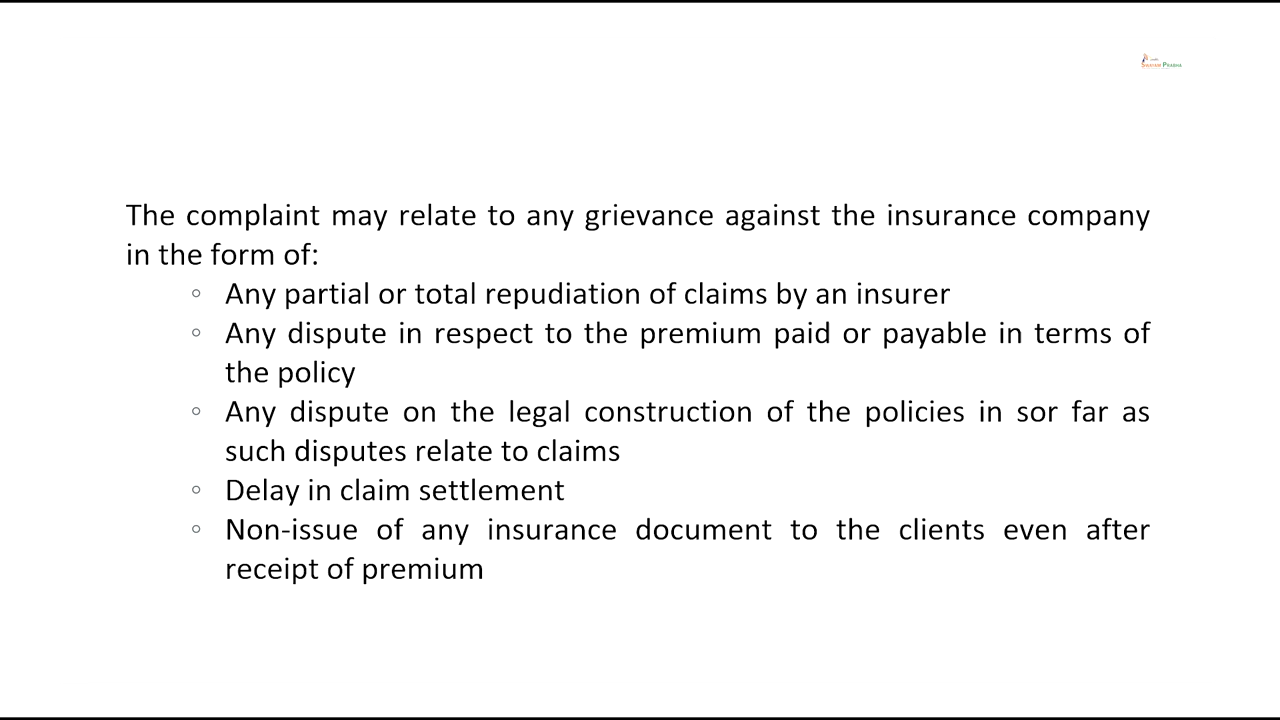 Swayam Prabha
The complaint may relate to any grievance against the insurance company
in the form of:
◦ Any partial or total repudiation of claims by an insurer
◦ Any dispute in respect to the premium paid or payable in terms of
the policy
◦ Any dispute on the legal construction of the policies in sor far as
such disputes relate to claims
◦ Delay in claim settlement
◦ Non-issue of any insurance document to the clients even after
receipt of premium